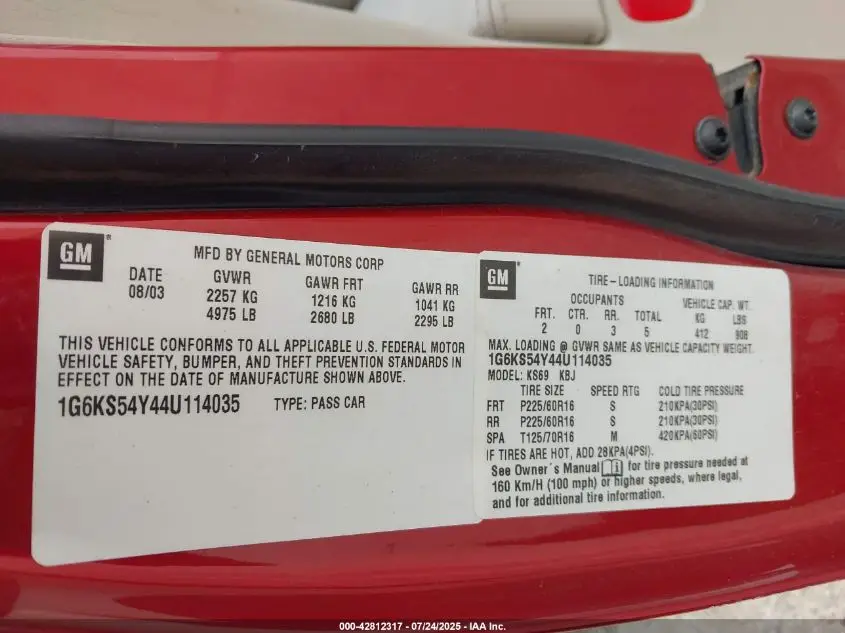 GM
MFD BY GENERAL MOTORS CORP
DATE GVWR GAWR FRT GAWR RR
08/03 2257 KG 1216 KG 1041 KG
4975 LB 2680 LB 2295 LB
THIS VEHICLE CONFORMS TO ALL APPLICABLE U.S. FEDERAL MOTOR
VEHICLE SAFETY, BUMPER, AND THEFT PREVENTION STANDARDS IN
EFFECT ON THE DATE OF MANUFACTURE SHOWN ABOVE.
1G6KS54Y44U114035 TYPE: PASS CAR
GM
TIRE-LOADING INFORMATION
OCCUPANTS VEHICLE CAP. WT.
FRT. CTR. RR. TOTAL KG LBS
2 0 3 5 412 908
MAX. LOADING @ GVWR SAME AS VEHICLE CAPACITY WEIGHT.
1G6KS54Y44U114035
MODEL: KS69 KBJ
TIRE SIZE SPEED RTG COLD TIRE PRESSURE
FRT P225/60R16 S 210KPA(30PSI)
RR P225/60R16 S 210KPA(30PSI)
SPA T125/70R16 M 420KPA(60PSI)
IF TIRES ARE HOT, ADD 28KPA(4PSI).
See Owner's Manual for tire pressure needed at
160 Km/H (100 mph) or higher speeds, where legal,
and for additional tire information.
000-42812317 - 07/24/2025 - IAA Inc.